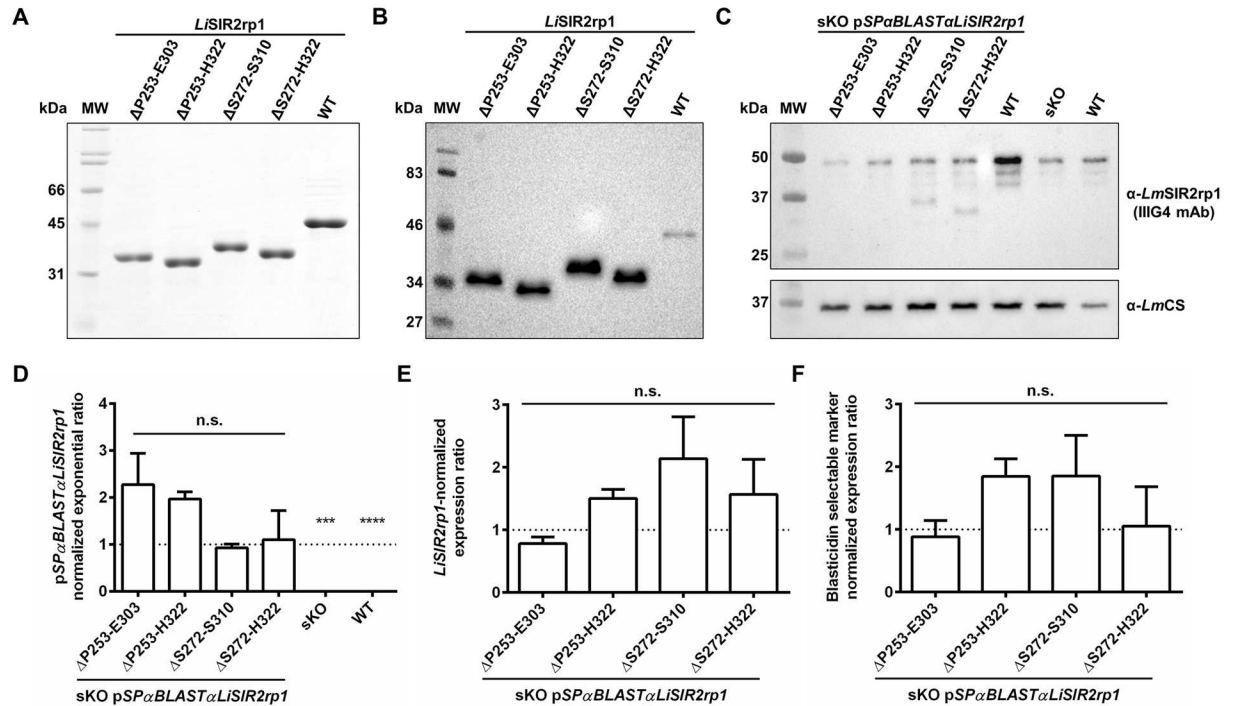 A
LiSIR2rp1
ΔP253-E303
ΔP253-H322
ΔS272-S310
ΔS272-H322
WT
kDa
MW
66
45
31
B
LiSIR2rp1
ΔP253-E303
ΔP253-H322
ΔS272-S310
ΔS272-H322
WT
kDa
MW
83
46
34
27
C
sKO pSPαBLASTαLiSIR2rp1
ΔP253-E303
ΔP253-H322
ΔS272-S310
ΔS272-H322
WT
sKO
WT
kDa
MW
50
37
25
α-LmSIR2rp1
(IIIG4 mAb)
37
α-LmCS
D
pSPαBLASTαLiSIR2rp1
normalized exponential ratio
4
3
2
1
0
n.s.
***
****
ΔP253-E303
ΔP253-H322
ΔS272-S310
ΔS272-H322
sKO
WT
sKO pSPαBLASTαLiSIR2rp1
E
LiSIR2rp1-normalized
expression ratio
3
2
1
0
n.s.
ΔP253-E303
ΔP253-H322
ΔS272-S310
ΔS272-H322
sKO pSPαBLASTαLiSIR2rp1
F
Blasticidin selectable marker
normalized expression ratio
3
2
1
0
n.s.
ΔP253-E303
ΔP253-H322
ΔS272-S310
ΔS272-H322
sKO pSPαBLASTαLiSIR2rp1